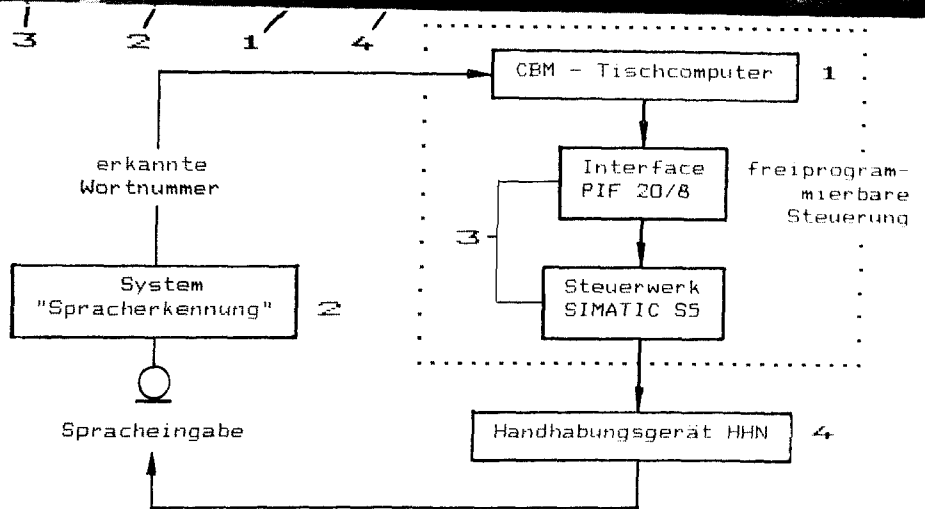 3 2 1 4
CBM - Tischcomputer 1
erkannte
Wortnummer
Interface
PIF 20/8
freiprogram-
mierbare
Steuerung
3
System
"Spracherkennung" 2
Steuerwerk
SIMATIC S5
Spracheingabe
Handhabungsgerät HHN 4